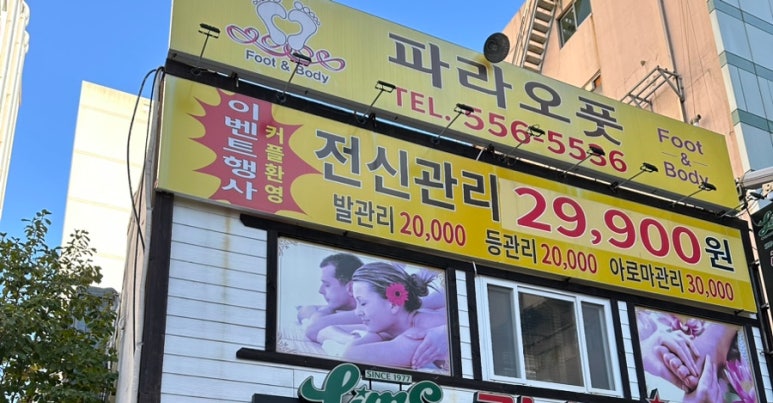 Foot & Body
파라오풋
TEL. 556-5556
Foot
&
Body
이벤트행사
커플환영
전신관리 29,900원
발관리 20,000 등관리 20,000 아로마관리 30,000
SINCE 1977